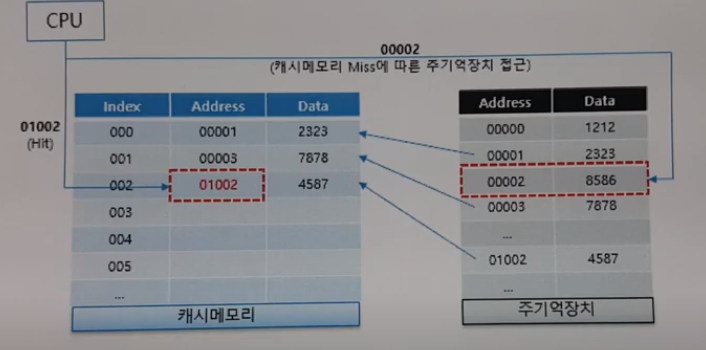 CPU
00002
(캐시메모리 Miss에 따른 주기억장치 접근)
01002
(Hit)
Index Address Data
000 00001 2323
001 00003 7878
002 01002 4587
003
004
005
...
캐시메모리
Address Data
00000 1212
00001 2323
00002 8586
00003 7878
...
01002 4587
...
주기억장치